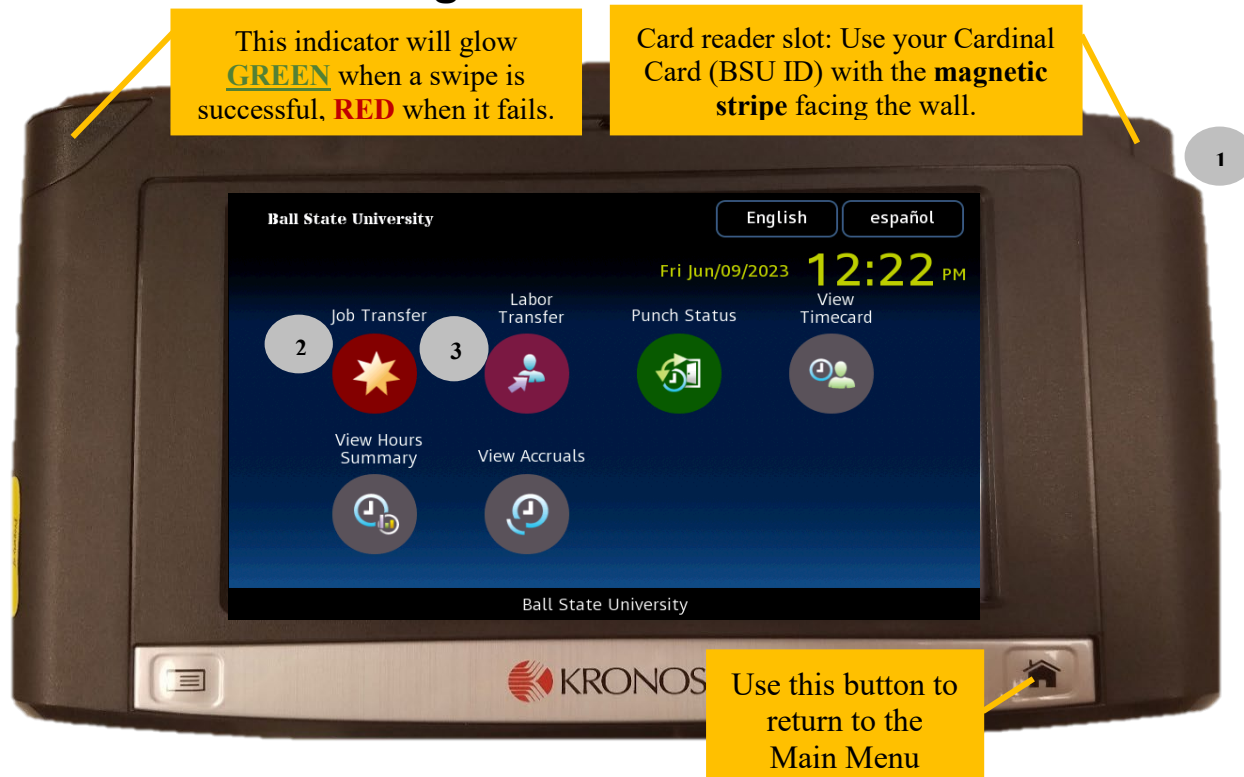 This indicator will glow
GREEN when a swipe is
successful, RED when it fails.
Card reader slot: Use your Cardinal
Card (BSU ID) with the magnetic
stripe facing the wall.
1
Ball State University
English
español
Fri Jun/09/2023 12:22 PM
Job Transfer
Labor
Transfer
Punch Status
View
Timecard
2
3
View Hours
Summary
View Accruals
Ball State University
KRONOS
Use this button to
return to the
Main Menu